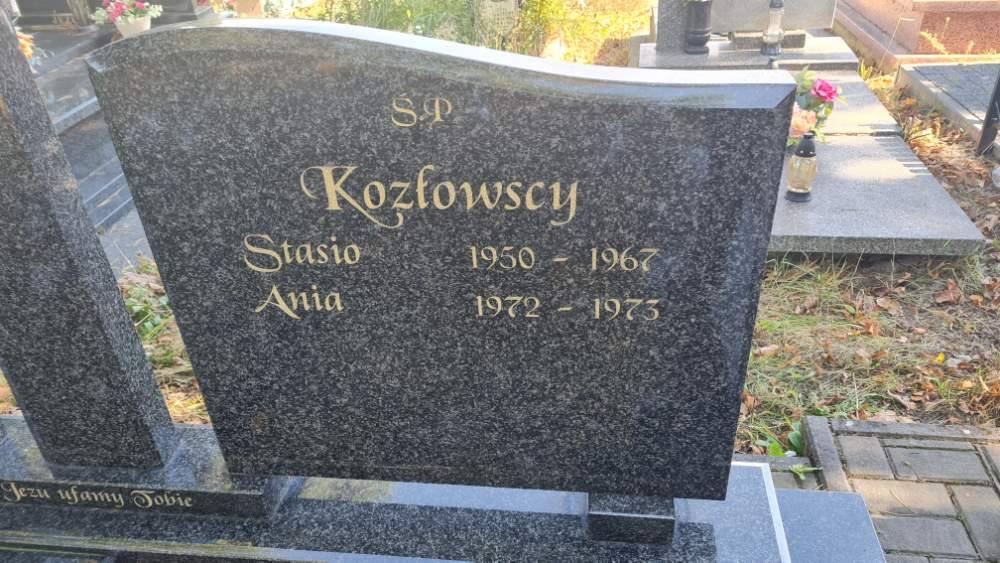 Ś.P.
Kozłowscy
Stasio 1950 - 1967
Ania 1972 - 1973
Jezu ufamy Tobie